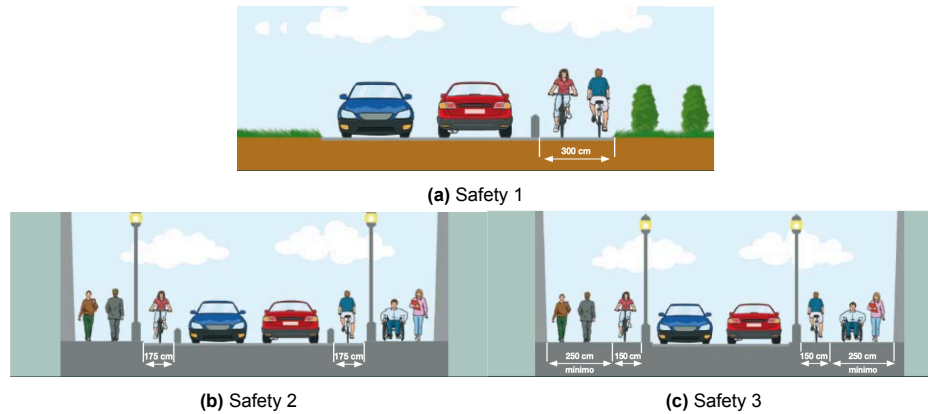 300 cm
(a) Safety 1
175 cm
175 cm
250 cm
mínimo
150 cm
150 cm
250 cm
mínimo
(b) Safety 2
(c) Safety 3